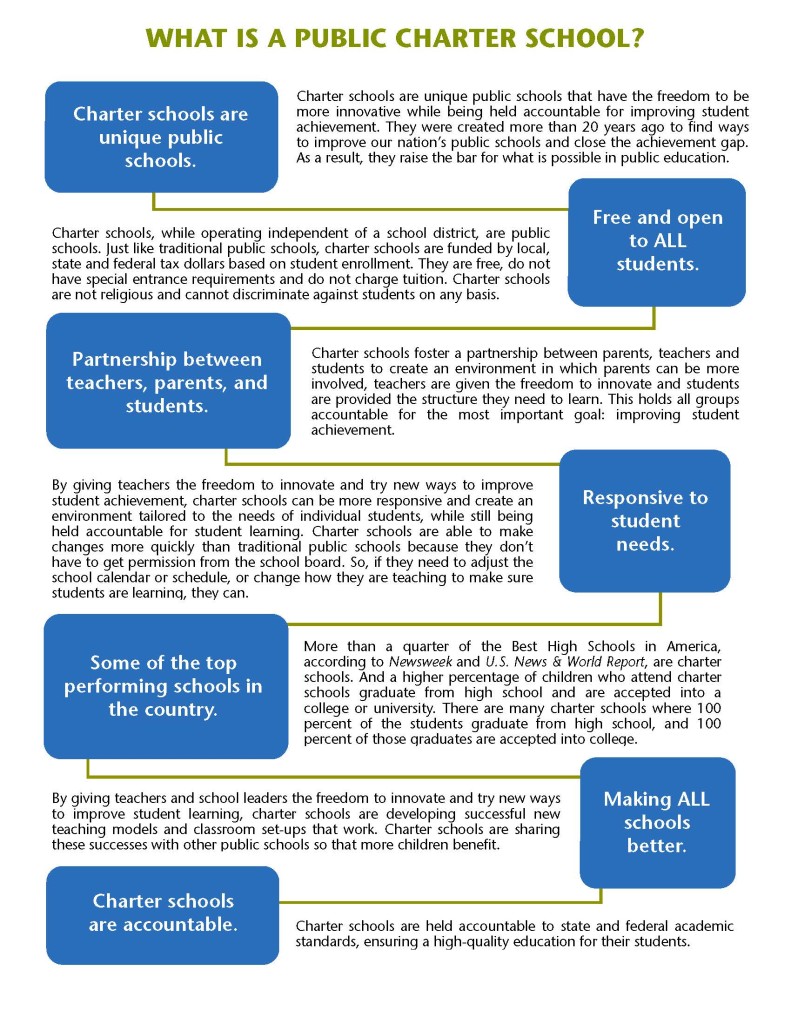 WHAT IS A PUBLIC CHARTER SCHOOL?
Charter schools are
unique public
schools.
Charter schools are unique public schools that have the freedom to be
more innovative while being held accountable for improving student
achievement. They were created more than 20 years ago to find ways
to improve our nation's public schools and close the achievement gap.
As a result, they raise the bar for what is possible in public education.
Free and open
to ALL
students.
Charter schools, while operating independent of a school district, are public
schools. Just like traditional public schools, charter schools are funded by local,
state and federal tax dollars based on student enrollment. They are free, do not
have special entrance requirements and do not charge tuition. Charter schools
are not religious and cannot discriminate against students on any basis.
Partnership between
teachers, parents, and
students.
Charter schools foster a partnership between parents, teachers and
students to create an environment in which parents can be more
involved, teachers are given the freedom to innovate and students
are provided the structure they need to learn. This holds all groups
accountable for the most important goal: improving student
achievement.
Responsive to
student
needs.
By giving teachers the freedom to innovate and try new ways to improve
student achievement, charter schools can be more responsive and create an
environment tailored to the needs of individual students, while still being
held accountable for student learning. Charter schools are able to make
changes more quickly than traditional public schools because they don't
have to get permission from the school board. So, if they need to adjust the
school calendar or schedule, or change how they are teaching to make sure
students are learning, they can.
Some of the top
performing schools in
the country.
More than a quarter of the Best High Schools in America,
according to Newsweek and U.S. News & World Report, are charter
schools. And a higher percentage of children who attend charter
schools graduate from high school and are accepted into a
college or university. There are many charter schools where 100
percent of the students graduate from high school, and 100
percent of those graduates are accepted into college.
Making ALL
schools
better.
By giving teachers and school leaders the freedom to innovate and try new ways
to improve student learning, charter schools are developing successful new
teaching models and classroom set-ups that work. Charter schools are sharing
these successes with other public schools so that more children benefit.
Charter schools
are accountable.
Charter schools are held accountable to state and federal academic
standards, ensuring a high-quality education for their students.